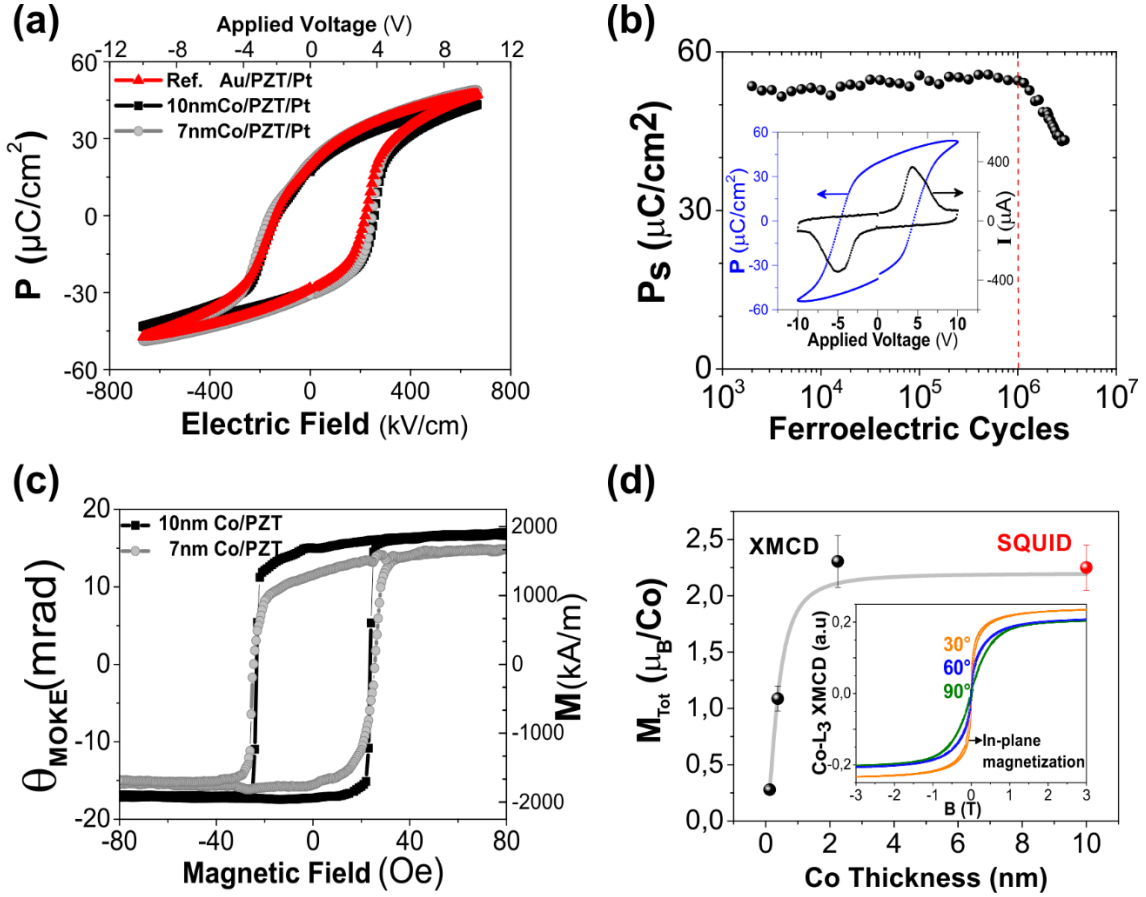 (a)
Applied Voltage (V)
-10 -8 -4 0 4 8 12
Ref. Au/PZT/Pt
10nmCo/PZT/Pt
7nmCo/PZT/Pt
P (µC/cm²)
60
30
0
-30
-60
-800 -400 0 400 800
Electric Field (kV/cm)
(b)
Ps (µC/cm²)
60
30
0
10³ 10⁴ 10⁵ 10⁶ 10⁷
Ferroelectric Cycles
P (µC/cm²)
60
30
0
-30
-60
400
0
-400
I (µA)
-10 -5 0 5 10
Applied Voltage (V)
(c)
10nm Co/PZT
7nm Co/PZT
θMOKE(mrad)
20
10
0
-10
-20
2000
1000
0
-1000
-2000
M(kA/m)
-80 -40 0 40 80
Magnetic Field (Oe)
(d)
XMCD
SQUID
MTot (µB/Co)
2,5
2,0
1,5
1,0
0,5
0,0
0 2 4 6 8 10
Co Thickness (nm)
Co-L3 XMCD (a.u)
0,2
0,0
-0,2
30°
60°
90°
In-plane
magnetization
-3 -2 -1 0 1 2 3
B (T)